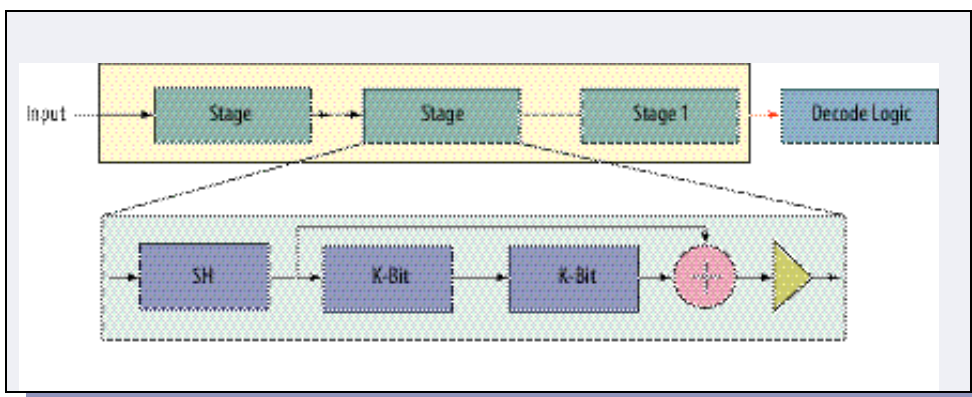 Input
Stage
Stage
Stage 1
Decode Logic
SH
K-Bit
K-Bit